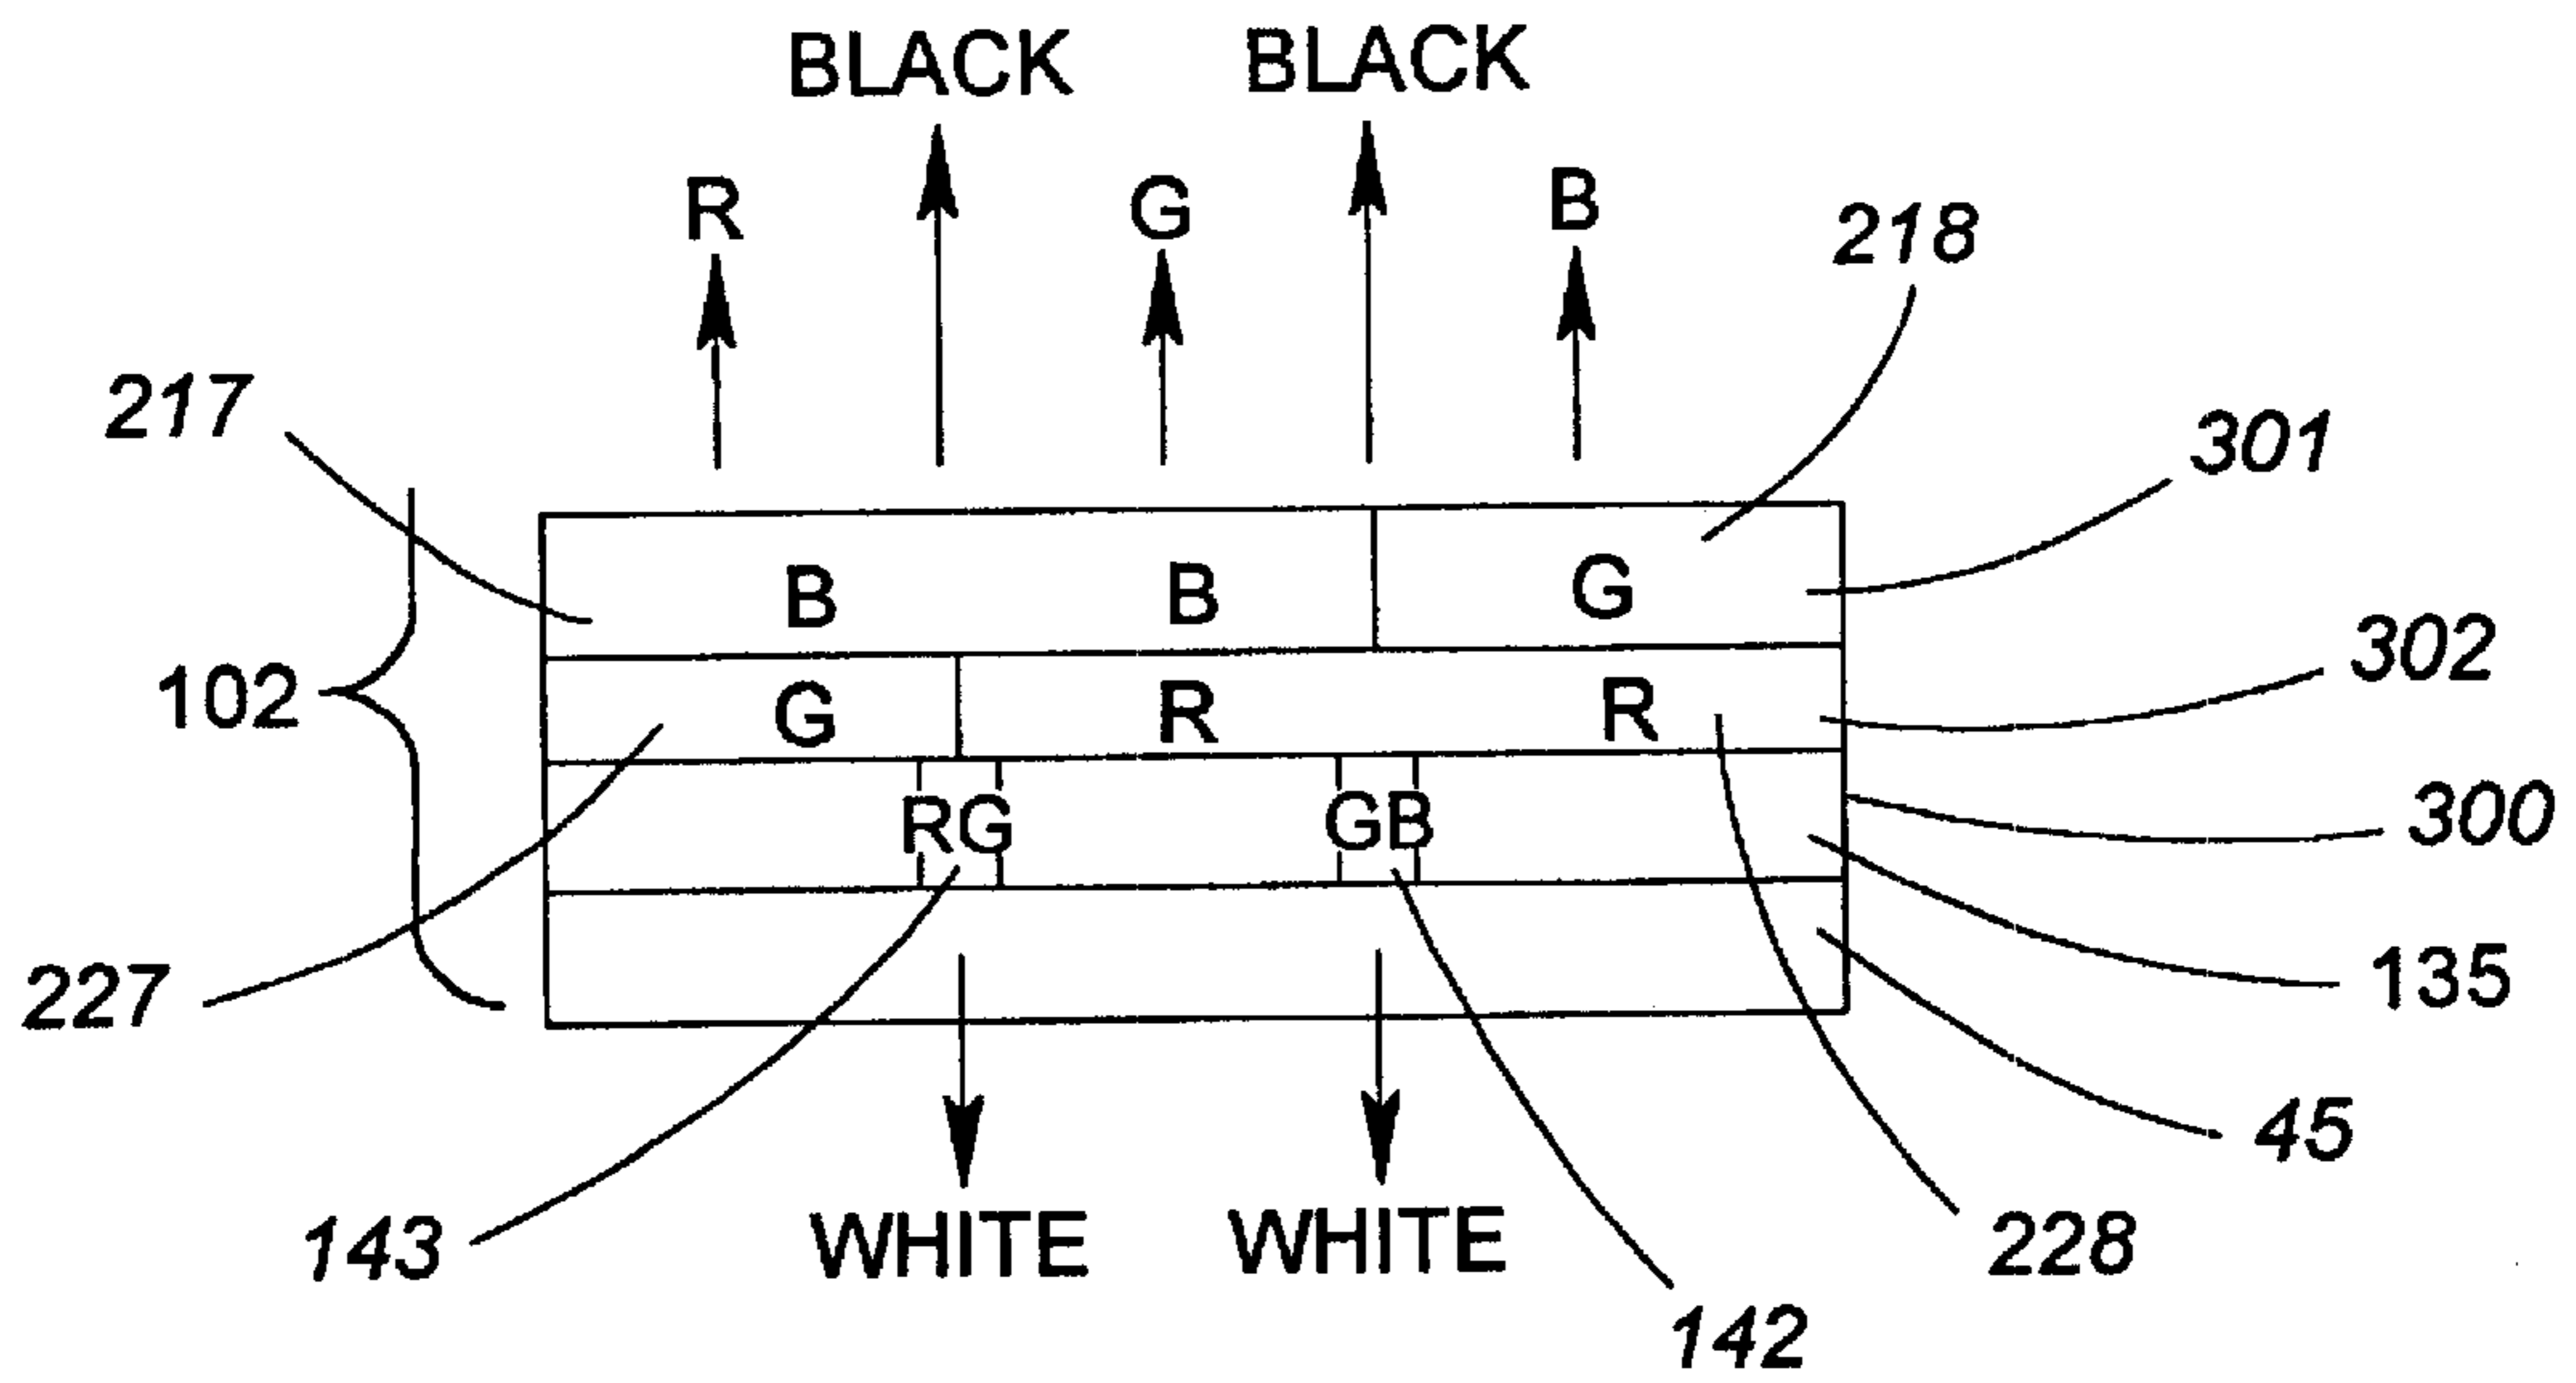 BLACK BLACK
R G B
218
217
301
B B G
302
102
G R R
300
RG GB
227
135
45
143 WHITE WHITE 228
142